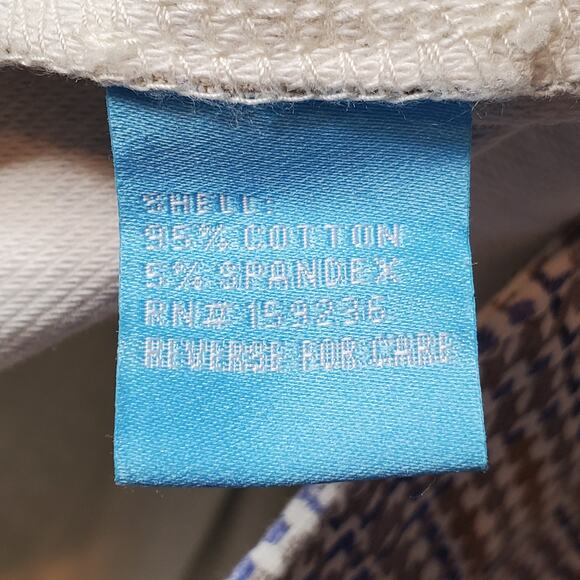 SHELL:
95% COTTON
5% SPANDEX
RN# 159236
REVERSE FOR CARE